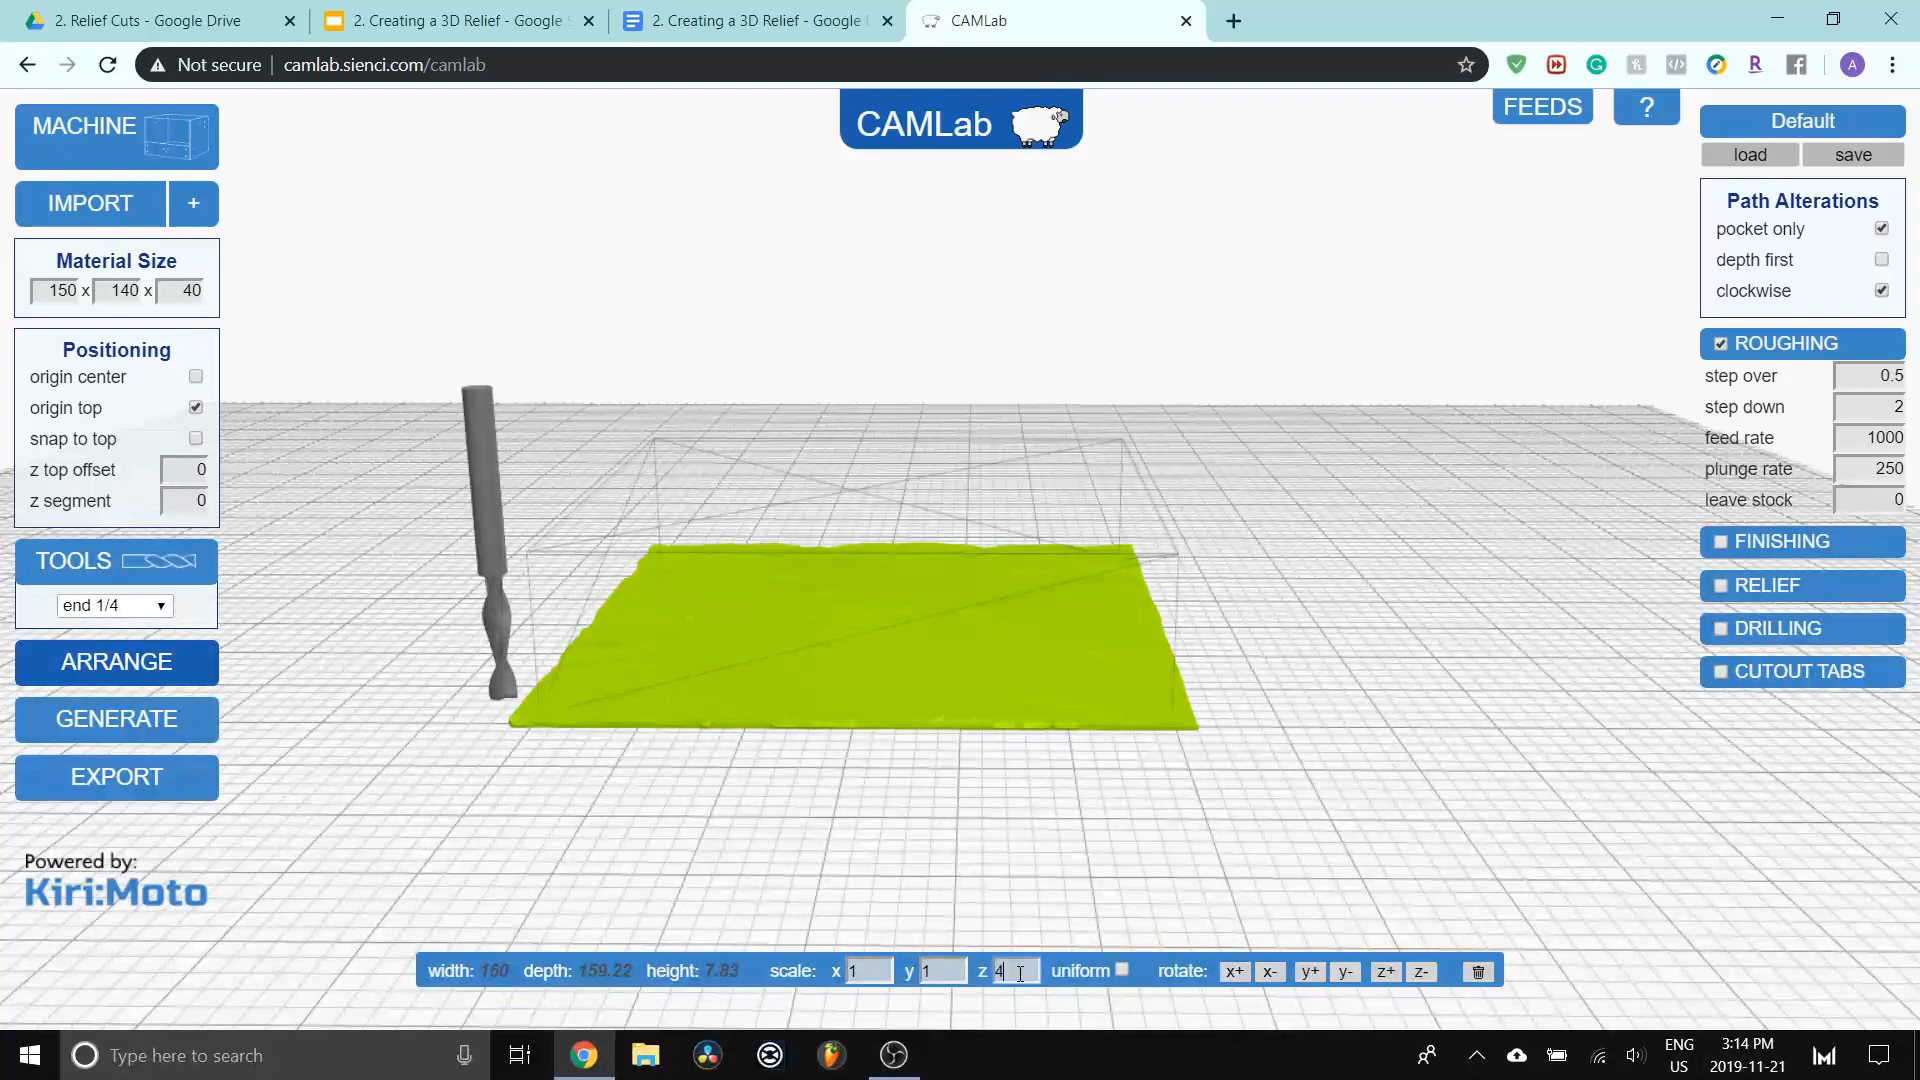 2. Relief Cuts - Google Drive
2. Creating a 3D Relief - Google S
2. Creating a 3D Relief - Google D
CAMLab
Not secure
camlab.sienci.com/camlab
MACHINE
CAMLab
FEEDS
?
Default
load
save
IMPORT
+
Material Size
150 x 140 x 40
Path Alterations
pocket only
depth first
clockwise
Positioning
origin center
origin top
snap to top
z top offset 0
z segment 0
ROUGHING
step over 0.5
step down 2
feed rate 1000
plunge rate 250
leave stock 0
TOOLS
end 1/4
FINISHING
RELIEF
DRILLING
CUTOUT TABS
ARRANGE
GENERATE
EXPORT
Powered by:
Kiri:Moto
width: 160 depth: 159.22 height: 7.83 scale: x 1 y 1 z 4 uniform rotate: x+ x- y+ y- z+ z-
Type here to search
ENG
US
3:14 PM
2019-11-21